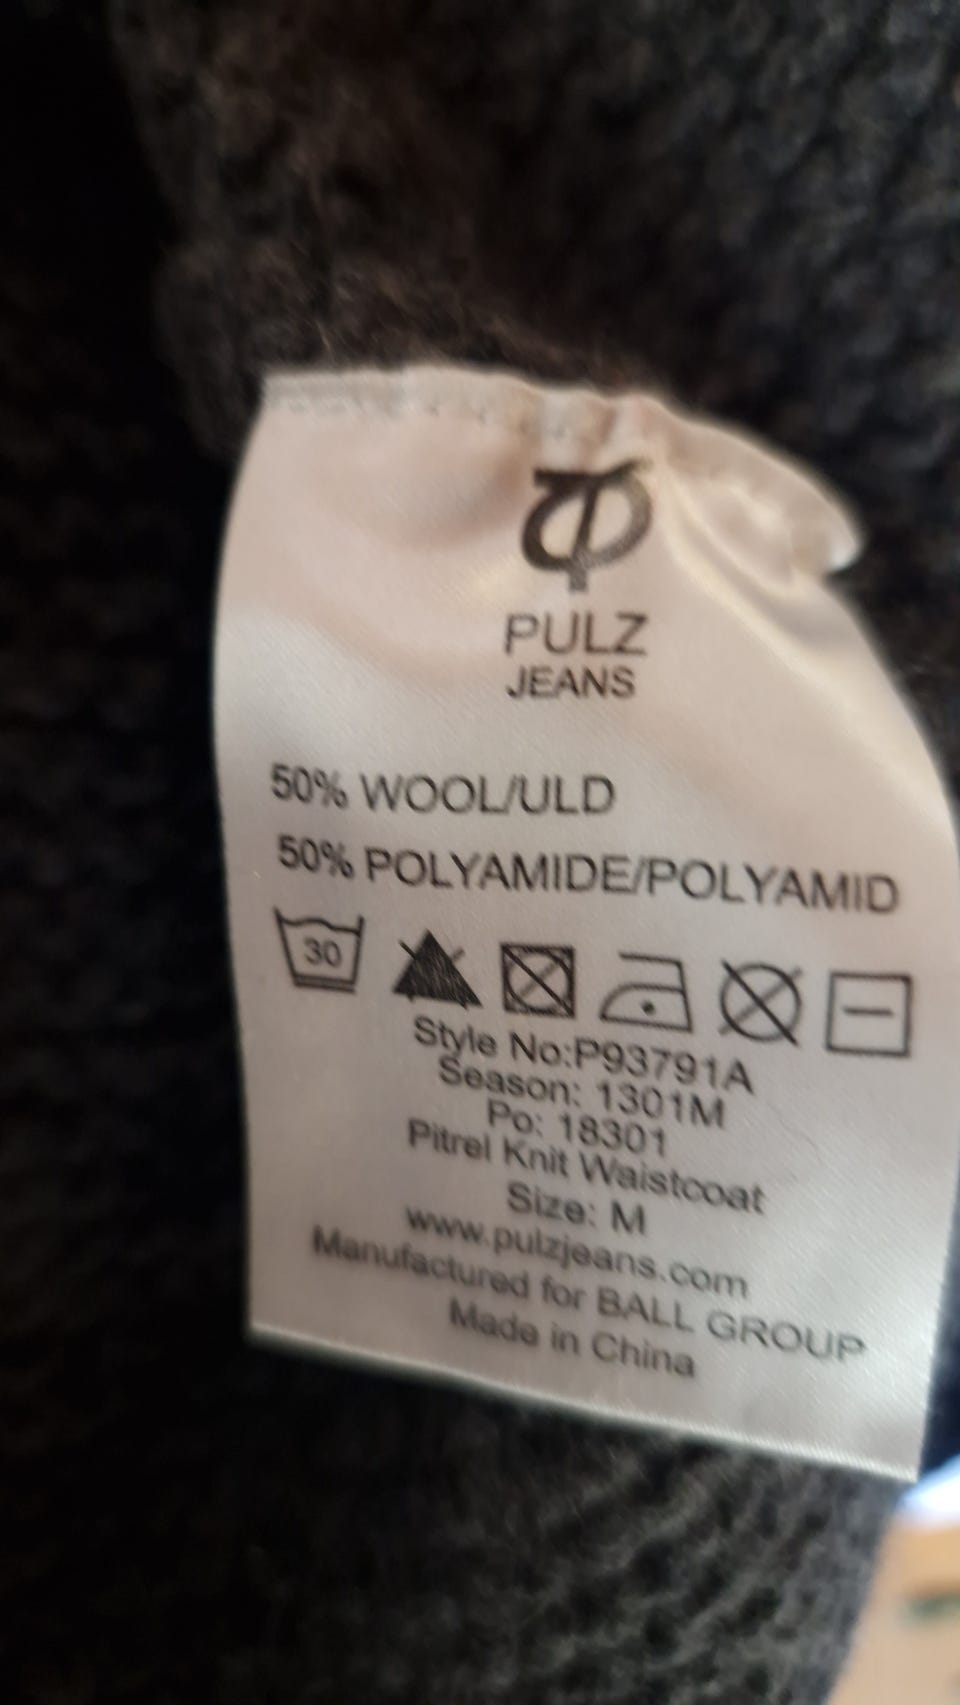 PULZ
JEANS
50% WOOL/ULD
50% POLYAMIDE/POLYAMID
30
Style No:P93791A
Season: 1301M
Po: 18301
Pitrel Knit Waistcoat
Size: M
www.pulzjeans.com
Manufactured for BALL GROUP
Made in China